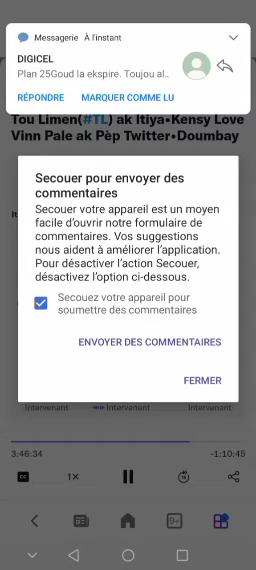 Messagerie À l'instant
DIGICEL
Plan 25Goud la ekspire. Toujou al..
RÉPONDRE MARQUER COMME LU
Tou Limen(#TL) ak Itiya•Kensy Love
Vinn Pale ak Pèp Twitter•Doumbay
Secouer pour envoyer des
commentaires
Secouer votre appareil est un moyen
facile d'ouvrir notre formulaire de
commentaires. Vos suggestions
nous aident à améliorer l'application.
Pour désactiver l'action Secouer,
désactivez l'option ci-dessous.
Secouez votre appareil pour
soumettre des commentaires
ENVOYER DES COMMENTAIRES
FERMER
Intervenant Intervenant Intervenant
3:46:34 -1:10:45
CC 1× 15
9+